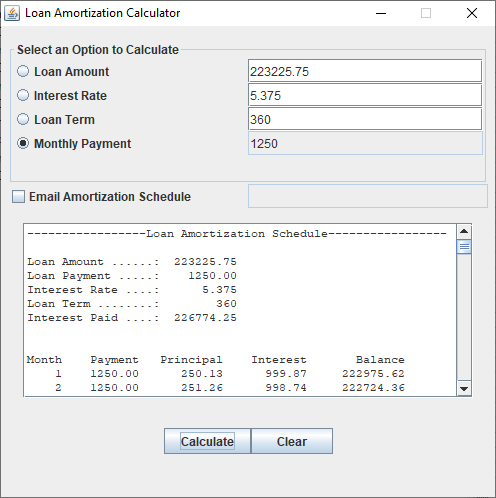 Loan Amortization Calculator
Select an Option to Calculate
Loan Amount 223225.75
Interest Rate 5.375
Loan Term 360
Monthly Payment 1250
Email Amortization Schedule
-----------------Loan Amortization Schedule-----------------
Loan Amount ......: 223225.75
Loan Payment .....: 1250.00
Interest Rate ....: 5.375
Loan Term ........: 360
Interest Paid ....: 226774.25
Month Payment Principal Interest Balance
1 1250.00 250.13 999.87 222975.62
2 1250.00 251.26 998.74 222724.36
Calculate Clear